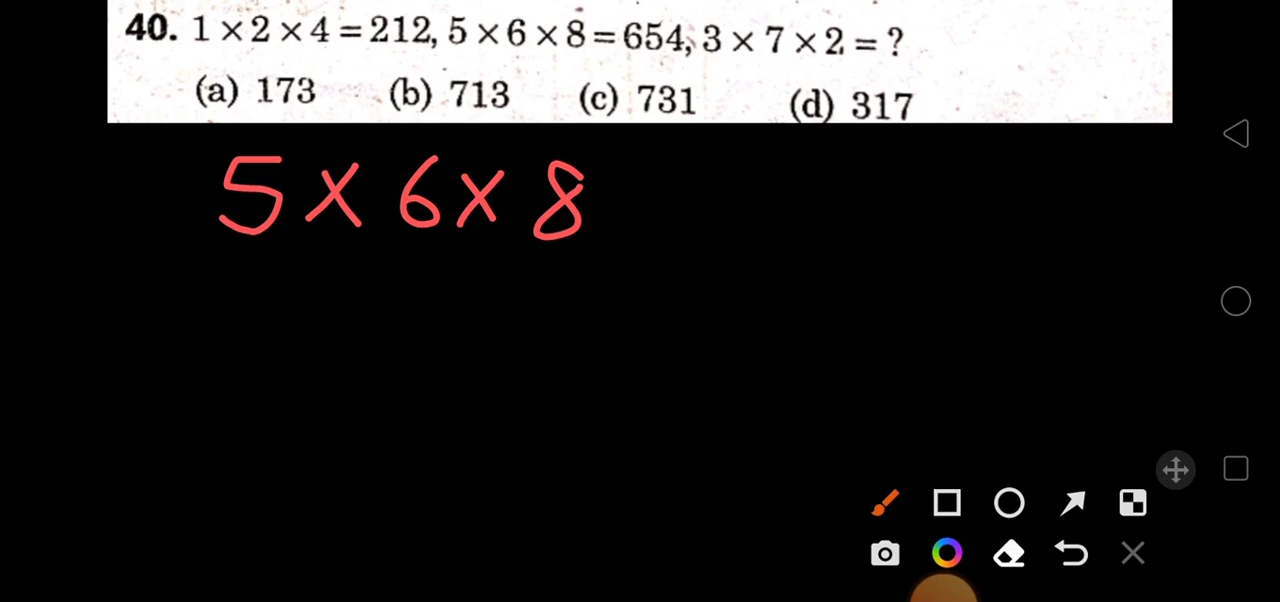 40. 1 × 2 × 4 = 212, 5 × 6 × 8 = 654, 3 × 7 × 2 = ?
(a) 173 (b) 713 (c) 731 (d) 317
5 × 6 × 8